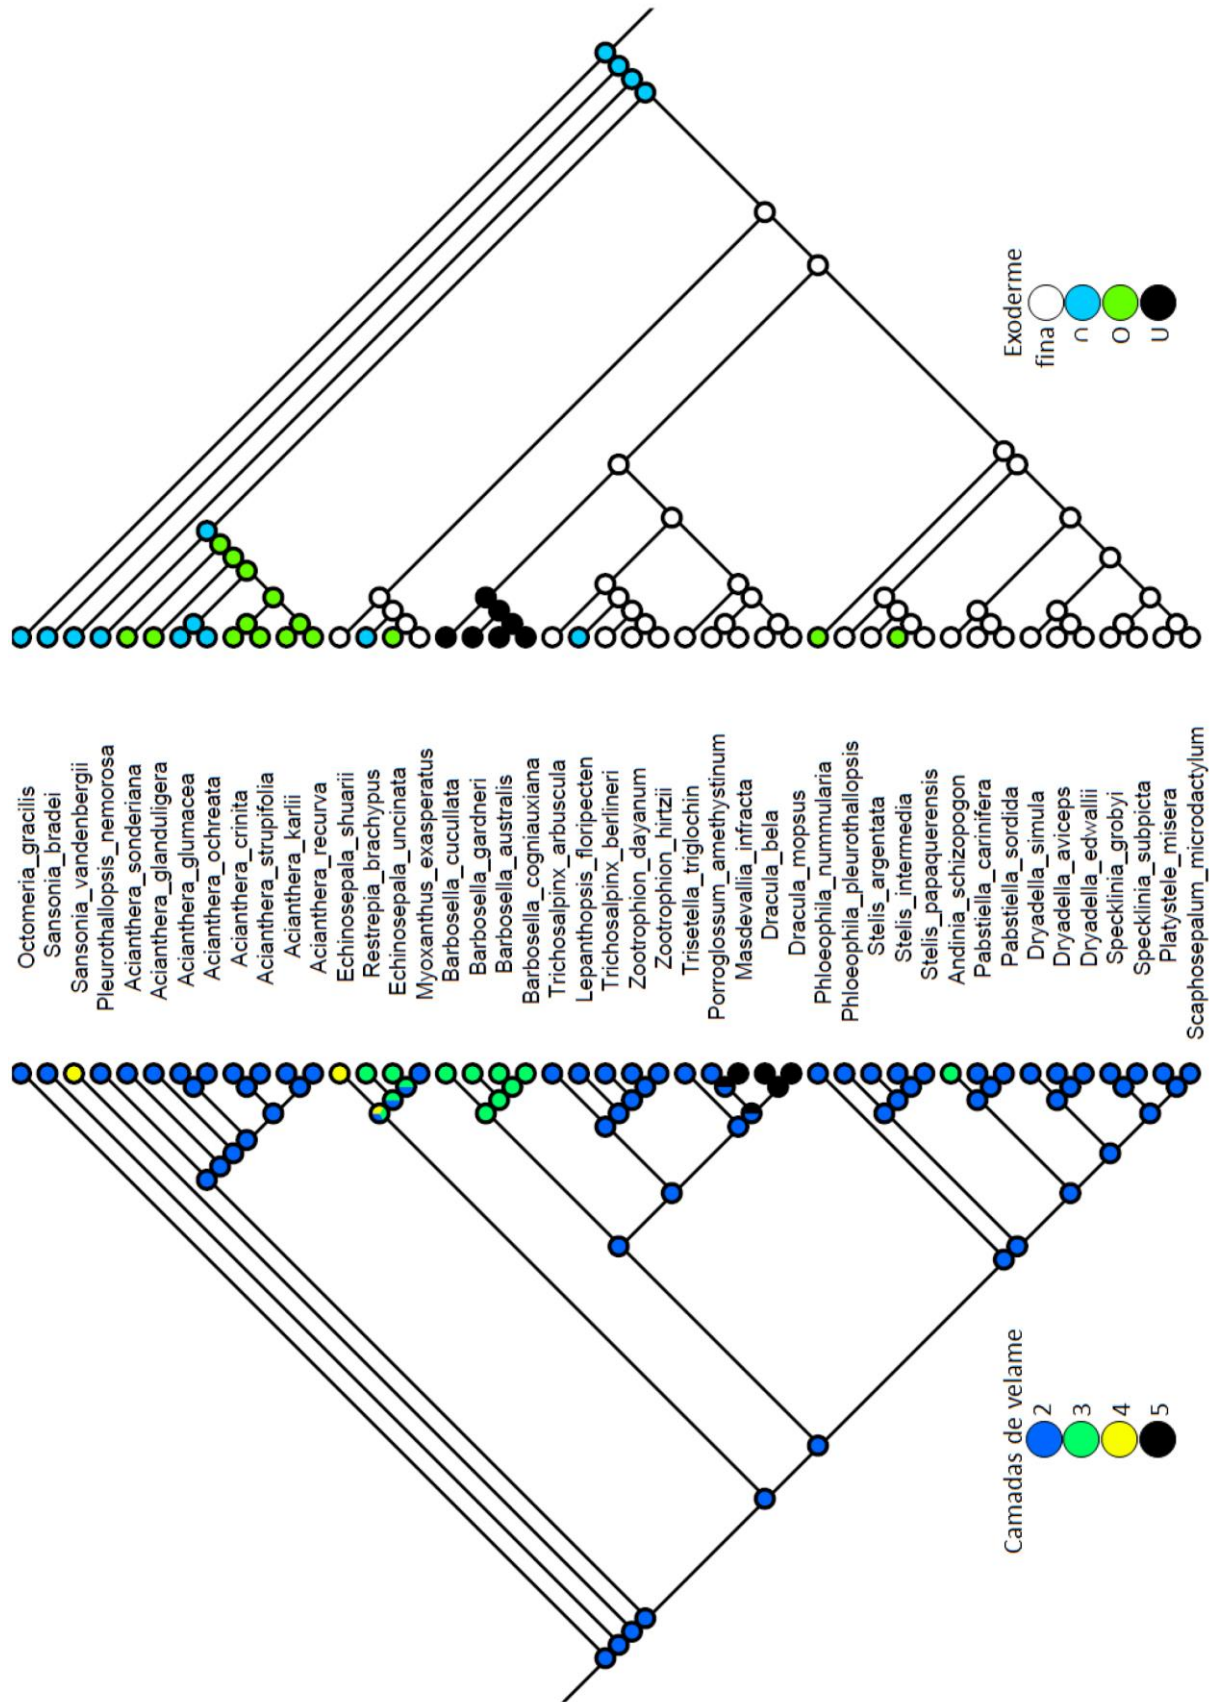 Exoderme
fina
∩
O
U
Octomeria_gracilis
Sansonia_bradei
Sansonia_vandenbergii
Pleurothallopsis_nemorosa
Acianthera_sonderiana
Acianthera_glanduligera
Acianthera_glumacea
Acianthera_ochreata
Acianthera_crinita
Acianthera_strupifolia
Acianthera_karlii
Acianthera_recurva
Echinosepala_shuarii
Restrepia_brachypus
Echinosepala_uncinata
Myoxanthus_exasperatus
Barbosella_cucullata
Barbosella_gardneri
Barbosella_australis
Barbosella_cogniauxiana
Trichosalpinx_arbuscula
Lepanthopsis_floripecten
Trichosalpinx_berlineri
Zootrophion_dayanum
Zootrophion_hirtzii
Trisetella_triglochin
Porroglossum_amethystinum
Masdevallia_infracta
Dracula_bela
Dracula_mopsus
Phloeophila_nummularia
Phloeophila_pleurothallopsis
Stelis_argentata
Stelis_intermedia
Stelis_papaquerensis
Andinia_schizopogon
Pabstiella_carinifera
Pabstiella_sordida
Dryadella_simula
Dryadella_aviceps
Dryadella_edwallii
Specklinia_grobyi
Specklinia_subpicta
Platystele_misera
Scaphosepalum_microdactylum
Camadas de velame
2
3
4
5